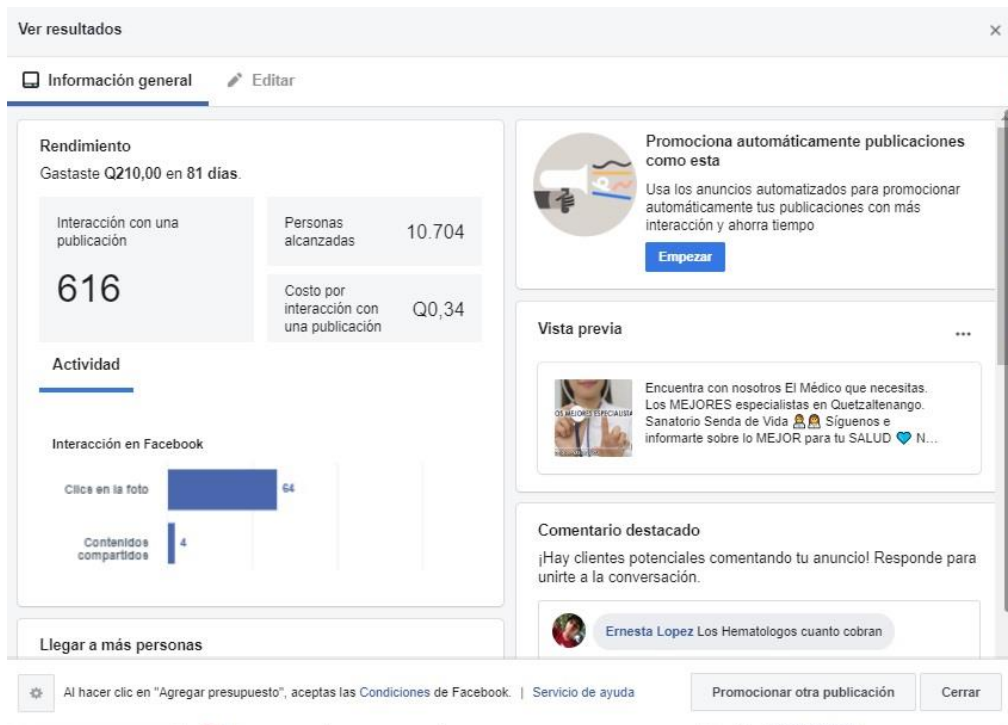 Ver resultados
Información general
Editar
Rendimiento
Gastaste Q210,00 en 81 días.
Interacción con una
publicación
616
Personas
alcanzadas
10.704
Costo por
interacción con
una publicación
Q0,34
Actividad
Interacción en Facebook
Clics en la foto
64
Contenidos
compartidos
4
Llegar a más personas
Promociona automáticamente publicaciones
como esta
Usa los anuncios automatizados para promocionar
automáticamente tus publicaciones con más
interacción y ahorra tiempo
Empezar
Vista previa
OS MEJORES ESPECIALISTA
Encuentra con nosotros El Médico que necesitas.
Los MEJORES especialistas en Quetzaltenango.
Sanatorio Senda de Vida 👩‍⚕️👩‍⚕️ Síguenos e
informarte sobre lo MEJOR para tu SALUD 💙 N...
Comentario destacado
¡Hay clientes potenciales comentando tu anuncio! Responde para
unirte a la conversación.
Ernesta Lopez Los Hematologos cuanto cobran
Al hacer clic en "Agregar presupuesto", aceptas las Condiciones de Facebook. | Servicio de ayuda
Promocionar otra publicación
Cerrar